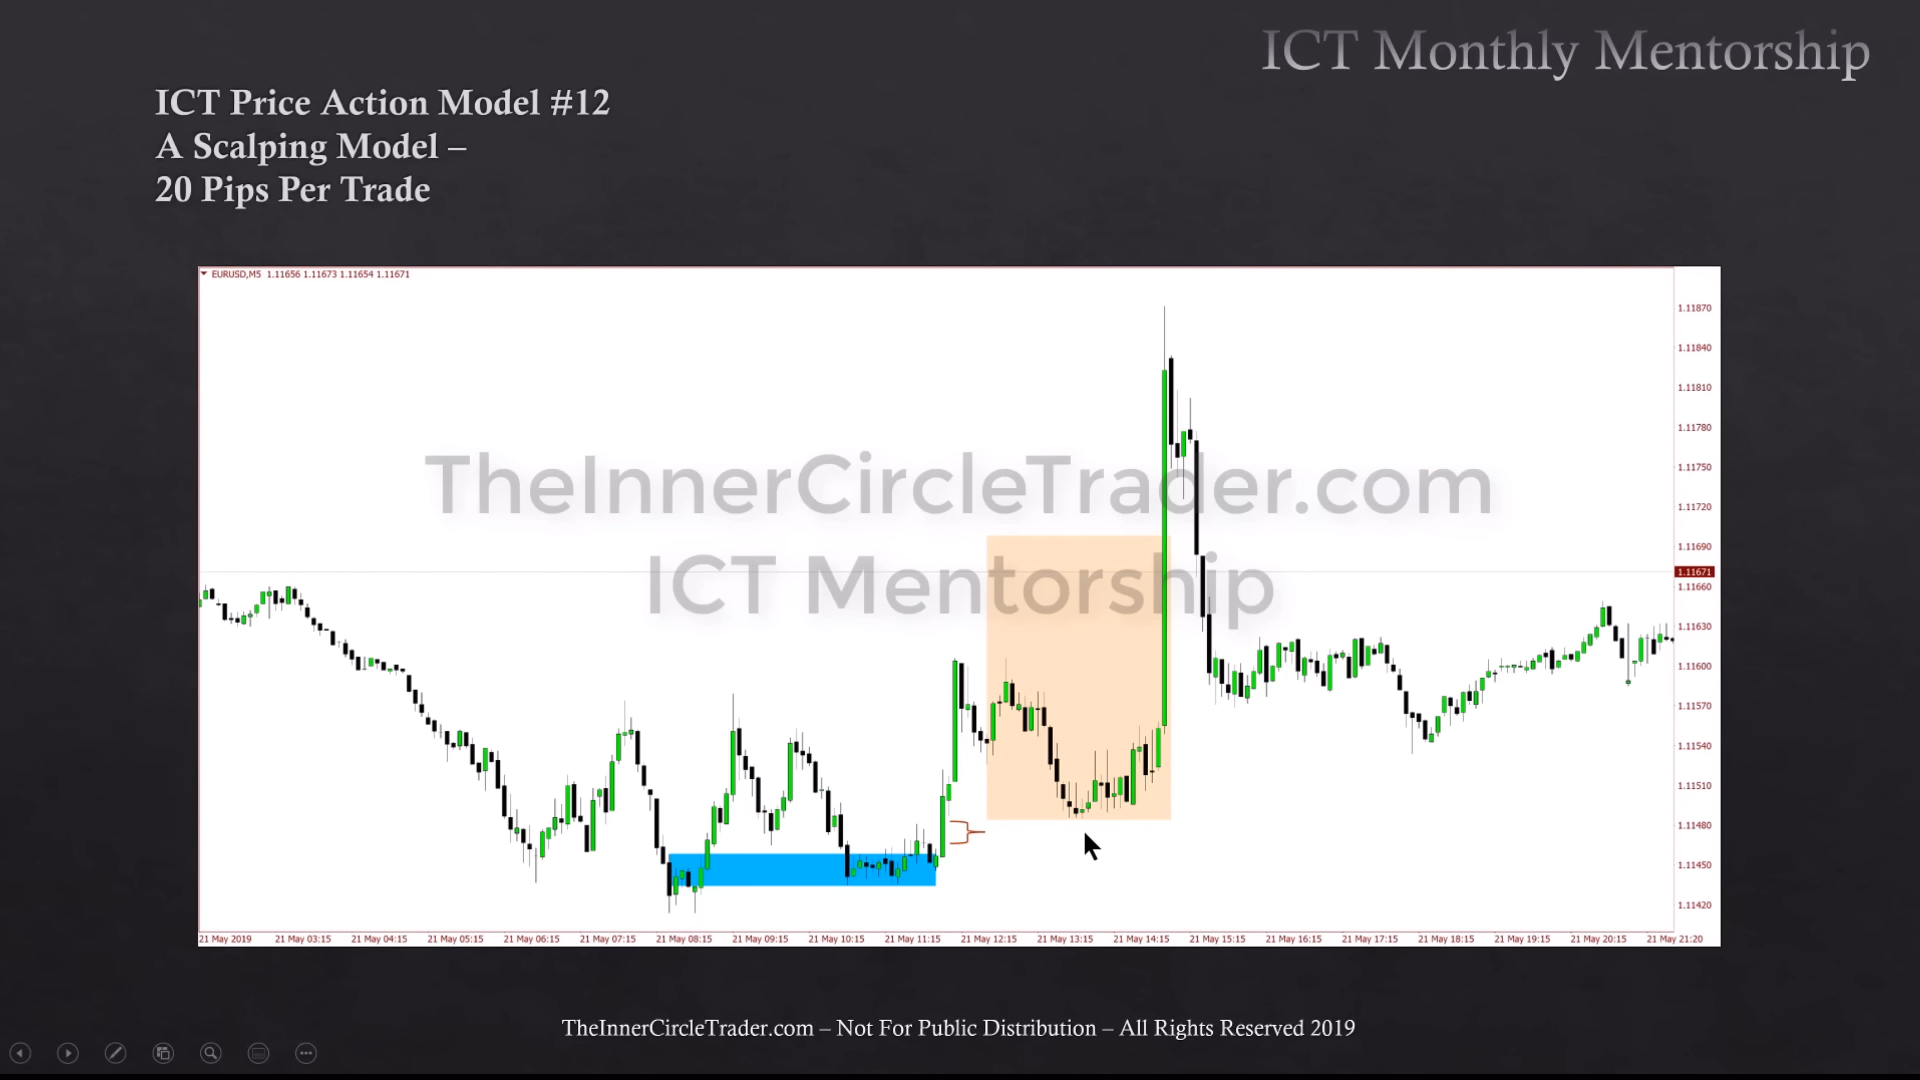 ICT Monthly Mentorship
ICT Price Action Model #12
A Scalping Model –
20 Pips Per Trade
EURUSD,M5 1.11656 1.11673 1.11654 1.11671
1.11870
1.11840
1.11810
1.11780
1.11750
1.11720
1.11690
1.11671
1.11660
1.11630
1.11600
1.11570
1.11540
1.11510
1.11480
1.11450
1.11420
TheInnerCircleTrader.com
ICT Mentorship
21 May 2019 21 May 03:15 21 May 04:15 21 May 05:15 21 May 06:15 21 May 07:15 21 May 08:15 21 May 09:15 21 May 10:15 21 May 11:15 21 May 12:15 21 May 13:15 21 May 14:15 21 May 15:15 21 May 16:15 21 May 17:15 21 May 18:15 21 May 19:15 21 May 20:15 21 May 21:20
TheInnerCircleTrader.com – Not For Public Distribution – All Rights Reserved 2019